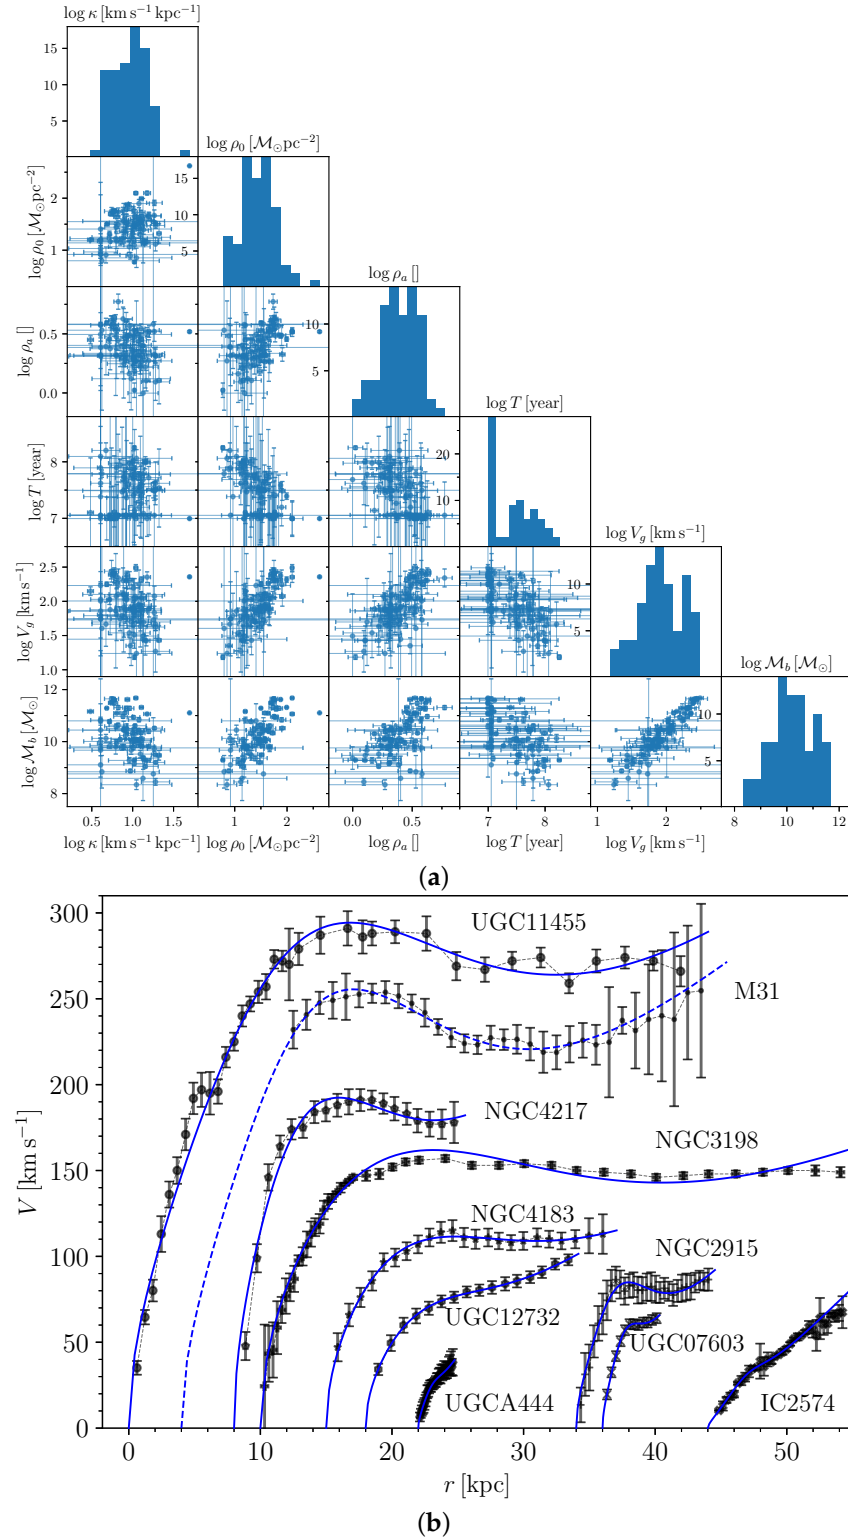 log κ [km s⁻¹ kpc⁻¹]
15
10
5
log ρ₀ [ℳ⊙pc⁻²]
log ρ₀ [ℳ⊙pc⁻²]
2
1
15
10
5
log ρₐ []
log ρₐ []
0.5
0.0
10
5
log T [year]
log T [year]
8
7
20
10
log V_g [km s⁻¹]
log V_g [km s⁻¹]
2.5
2.0
1.5
1.0
10
5
log ℳ_b [ℳ⊙]
log ℳ_b [ℳ⊙]
12
10
8
10
5
0.5 1.0 1.5 1 2 0.0 0.5 7 8 1 2 8 10 12
log κ [km s⁻¹ kpc⁻¹] log ρ₀ [ℳ⊙pc⁻²] log ρₐ [] log T [year] log V_g [km s⁻¹]
(a)
300
UGC11455
250
M31
200
NGC4217
NGC3198
150
NGC4183
100
NGC2915
UGC12732
50
UGC07603
UGCA444
IC2574
0
V [km s⁻¹]
0 10 20 30 40 50
r [kpc]
(b)